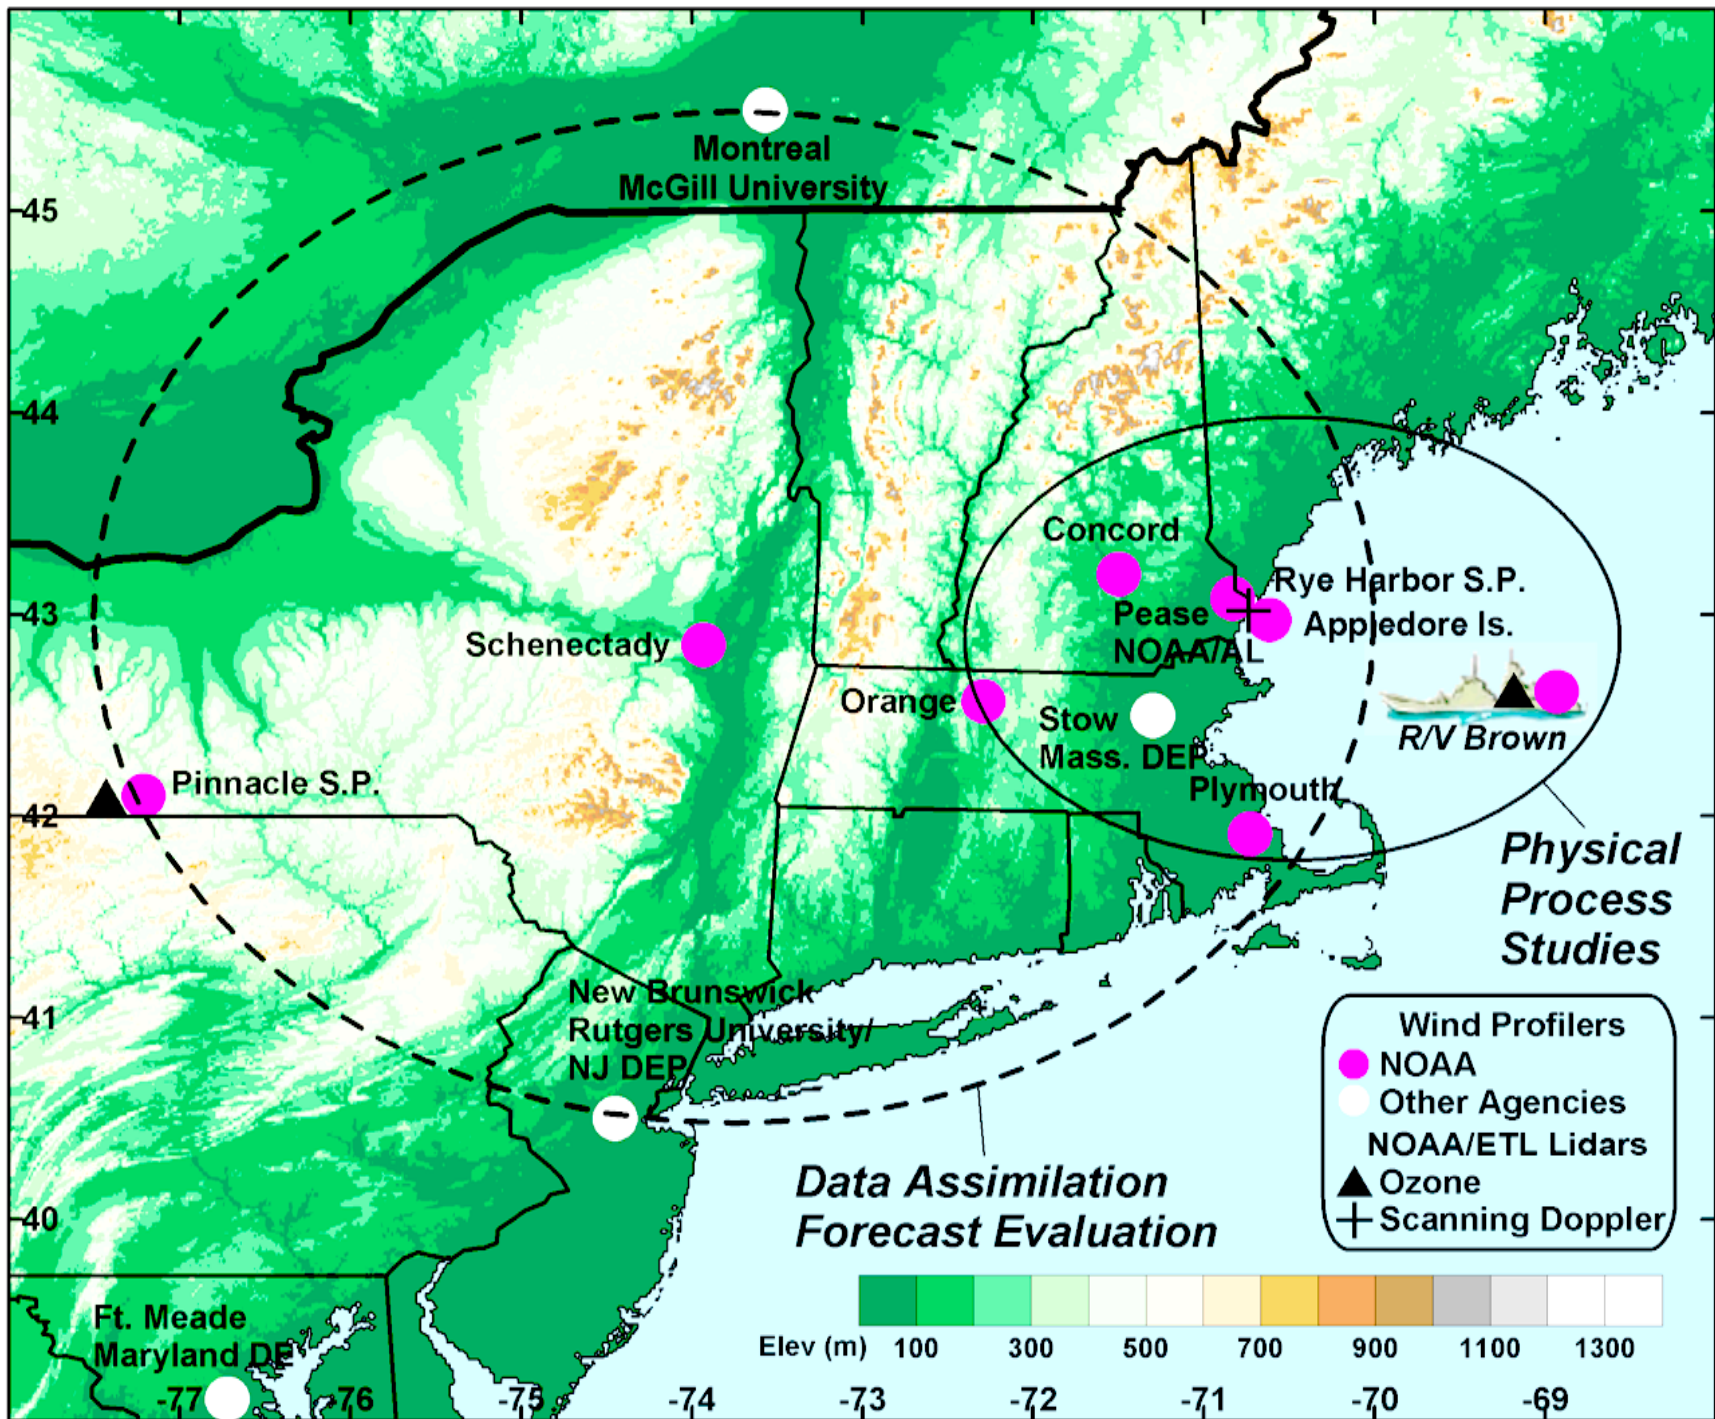 Montreal
McGill University
45
44
Concord
Rye Harbor S.P.
43
Pease
Appledore Is.
Schenectady
NOAA/AL
Orange
Stow
Mass. DEP
R/V Brown
Pinnacle S.P.
Plymouth
42
Physical
Process
Studies
41
New Brunswick
Rutgers University/
NJ DEP
Wind Profilers
NOAA
Other Agencies
NOAA/ETL Lidars
Ozone
Scanning Doppler
Data Assimilation
Forecast Evaluation
40
Ft. Meade
Maryland DE
Elev (m) 100 300 500 700 900 1100 1300
-77 -76 -75 -74 -73 -72 -71 -70 -69